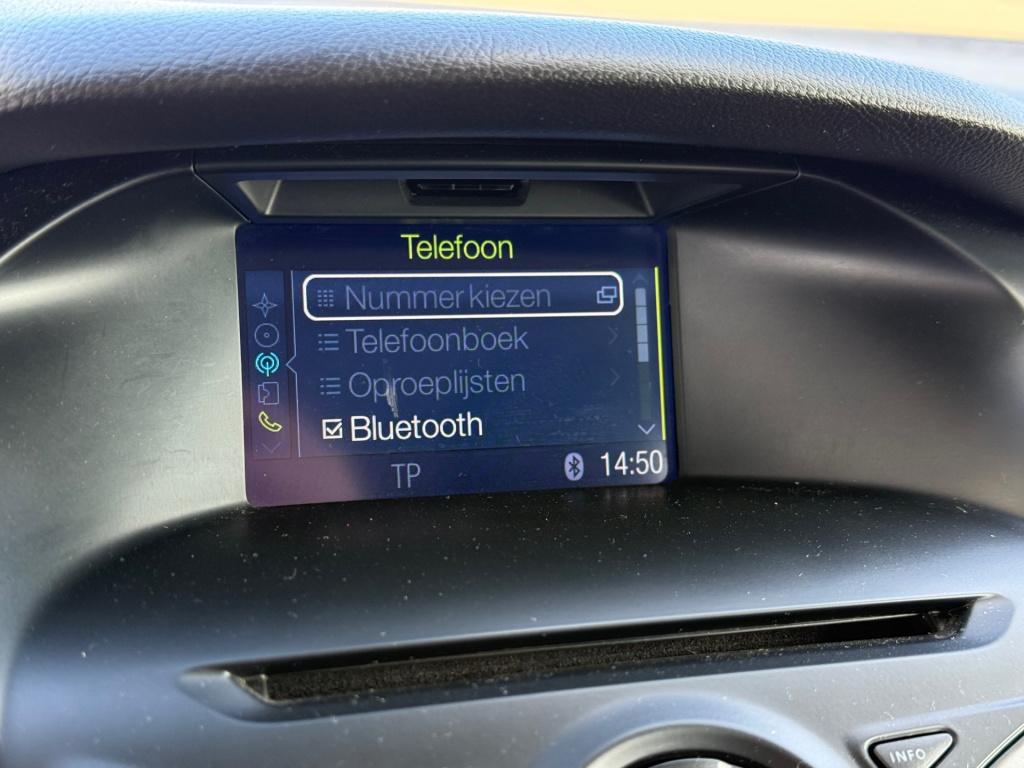 Telefoon
Nummer kiezen
Telefoonboek
Oproeplijsten
Bluetooth
TP 14:50
INFO